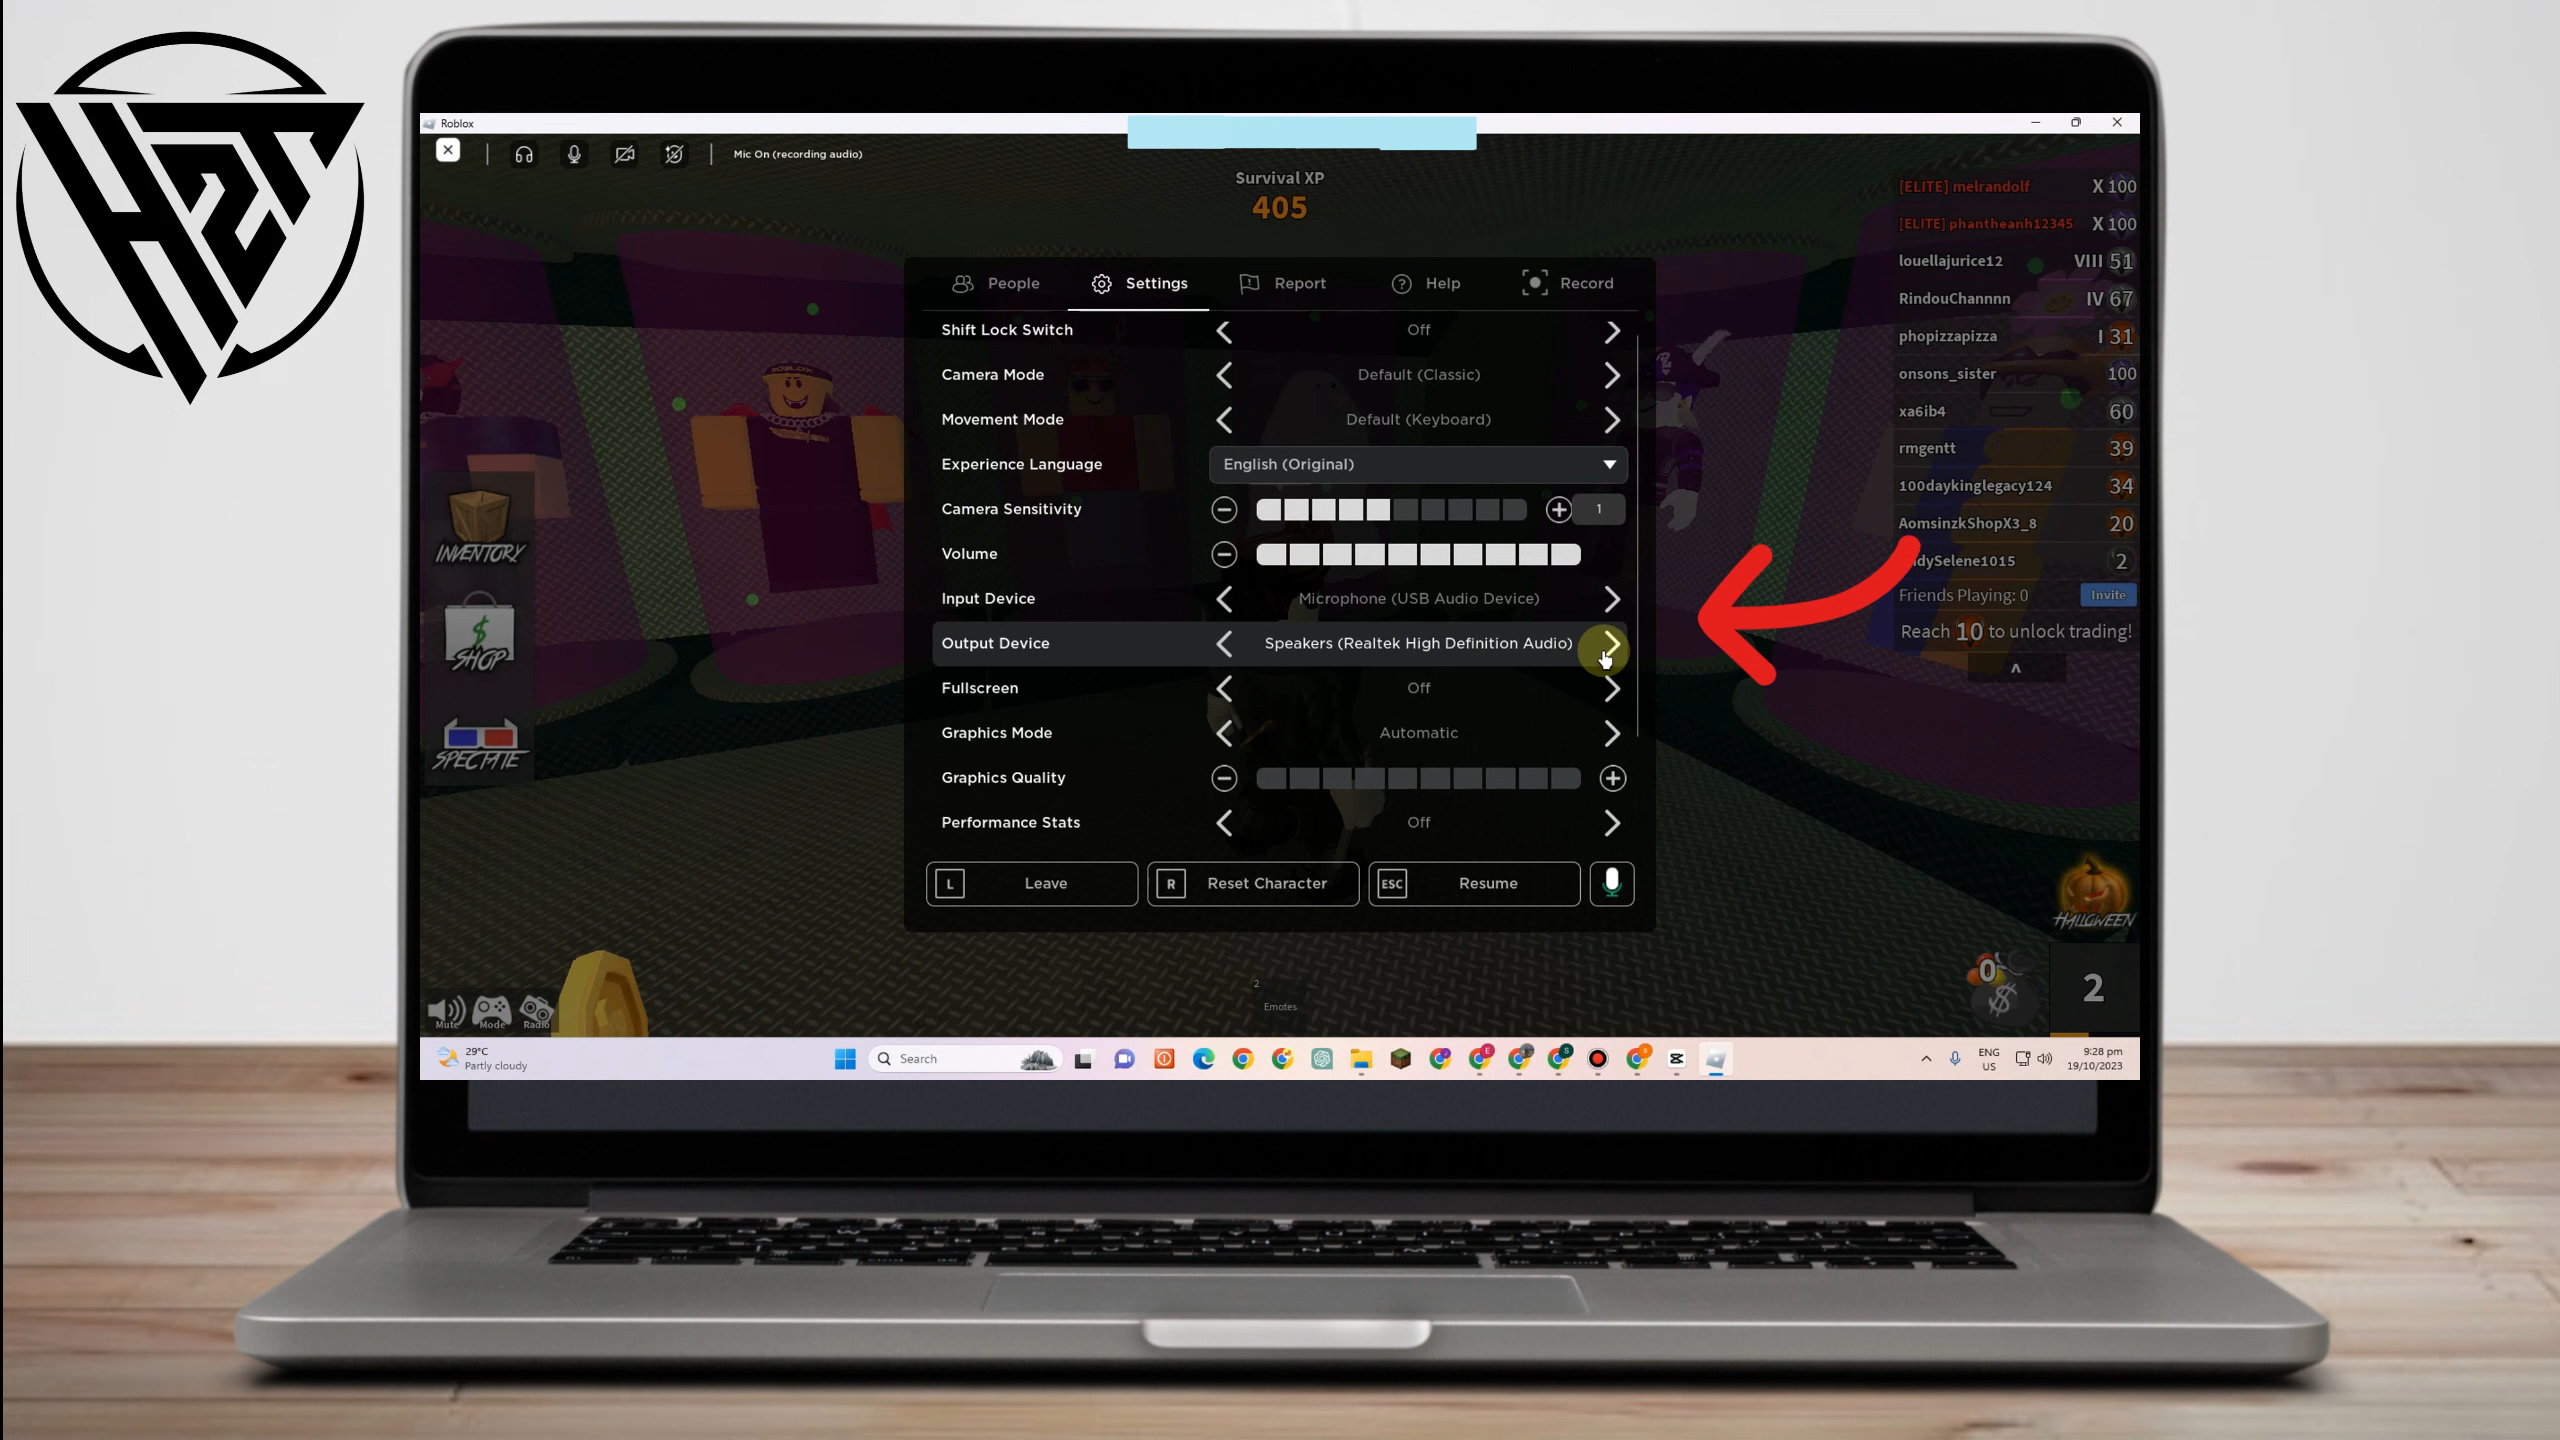 H2T
Roblox
Mic On (recording audio)
Survival XP
405
[ELITE] melrandolf X 100
[ELITE] phantheanh12345 X 100
louellajurice12 VIII 51
RindouChannnn IV 67
phopizzapizza I 31
onsons_sister 100
xa6ib4 60
rmgentt 39
100daykinglegacy124 34
AomsinzkShopX3_8 20
dySelene1015 2
Friends Playing: 0 Invite
Reach 10 to unlock trading!
People Settings Report Help Record
Shift Lock Switch Off
Camera Mode Default (Classic)
Movement Mode Default (Keyboard)
Experience Language English (Original)
Camera Sensitivity 1
Volume
Input Device Microphone (USB Audio Device)
Output Device Speakers (Realtek High Definition Audio)
Fullscreen Off
Graphics Mode Automatic
Graphics Quality
Performance Stats Off
L Leave R Reset Character ESC Resume
INVENTORY
SHOP
SPECTATE
HALLOWEEN
0
2
2
Emotes
Mute Mode Radio
29°C
Partly cloudy
Search
ENG
US
9:28 pm
19/10/2023